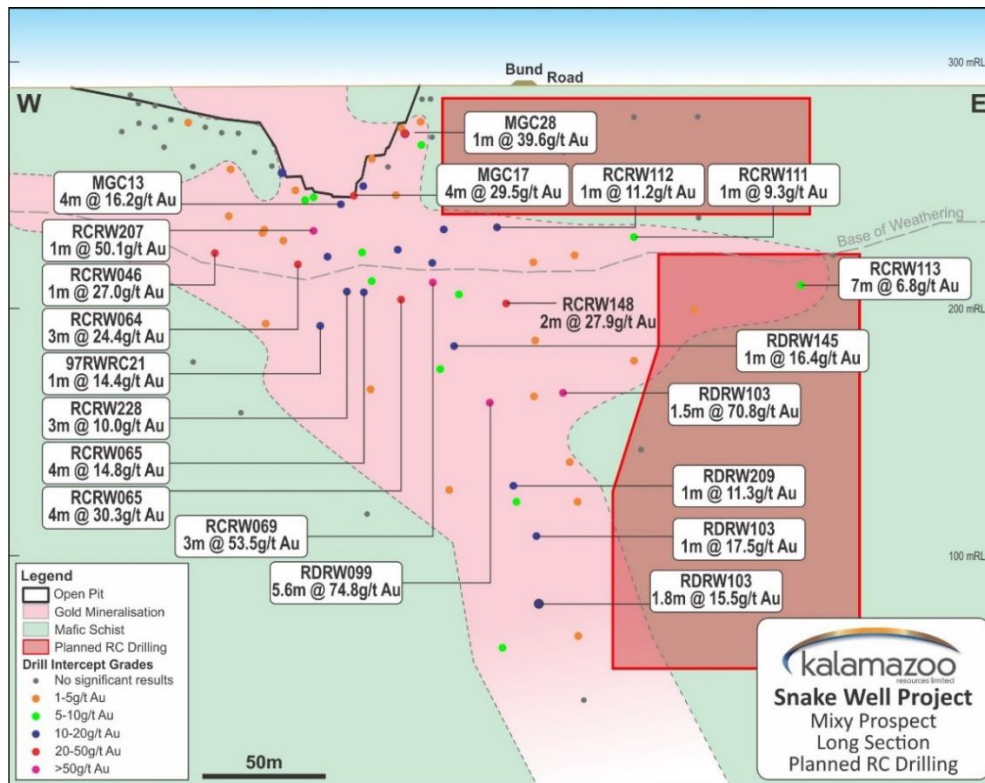 300 mRL
Bund
Road
W
E
MGC28
1m @ 39.6g/t Au
MGC13
4m @ 16.2g/t Au
MGC17
4m @ 29.5g/t Au
RCRW112
1m @ 11.2g/t Au
RCRW111
1m @ 9.3g/t Au
RCRW207
1m @ 50.1g/t Au
Base of Weathering
RCRW046
1m @ 27.0g/t Au
RCRW113
7m @ 6.8g/t Au
RCRW148
2m @ 27.9g/t Au
200 mRL
RCRW064
3m @ 24.4g/t Au
RDRW145
1m @ 16.4g/t Au
97RWRC21
1m @ 14.4g/t Au
RDRW103
1.5m @ 70.8g/t Au
RCRW228
3m @ 10.0g/t Au
RCRW065
4m @ 14.8g/t Au
RDRW209
1m @ 11.3g/t Au
RCRW065
4m @ 30.3g/t Au
RCRW069
3m @ 53.5g/t Au
RDRW103
1m @ 17.5g/t Au
100 mRL
RDRW099
5.6m @ 74.8g/t Au
RDRW103
1.8m @ 15.5g/t Au
Legend
Open Pit
Gold Mineralisation
Mafic Schist
Planned RC Drilling
Drill Intercept Grades
No significant results
1-5g/t Au
5-10g/t Au
10-20g/t Au
20-50g/t Au
>50g/t Au
50m
kalamazoo
resources limited
Snake Well Project
Mixy Prospect
Long Section
Planned RC Drilling